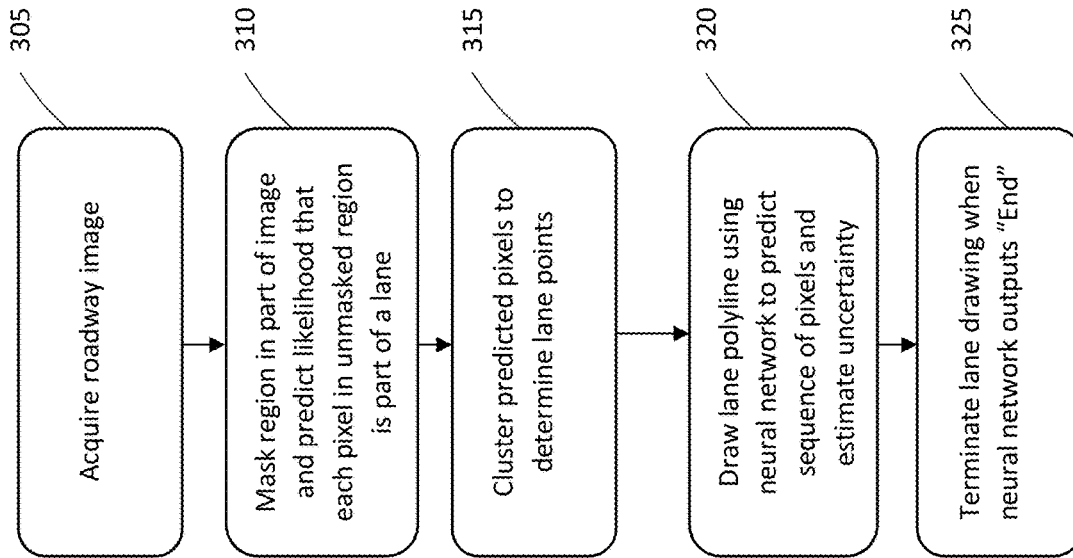 305
Acquire roadway image
310
Mask region in part of image
and predict likelihood that
each pixel in unmasked region
is part of a lane
315
Cluster predicted pixels to
determine lane points
320
Draw lane polyline using
neural network to predict
sequence of pixels and
estimate uncertainty
325
Terminate lane drawing when
neural network outputs “End”